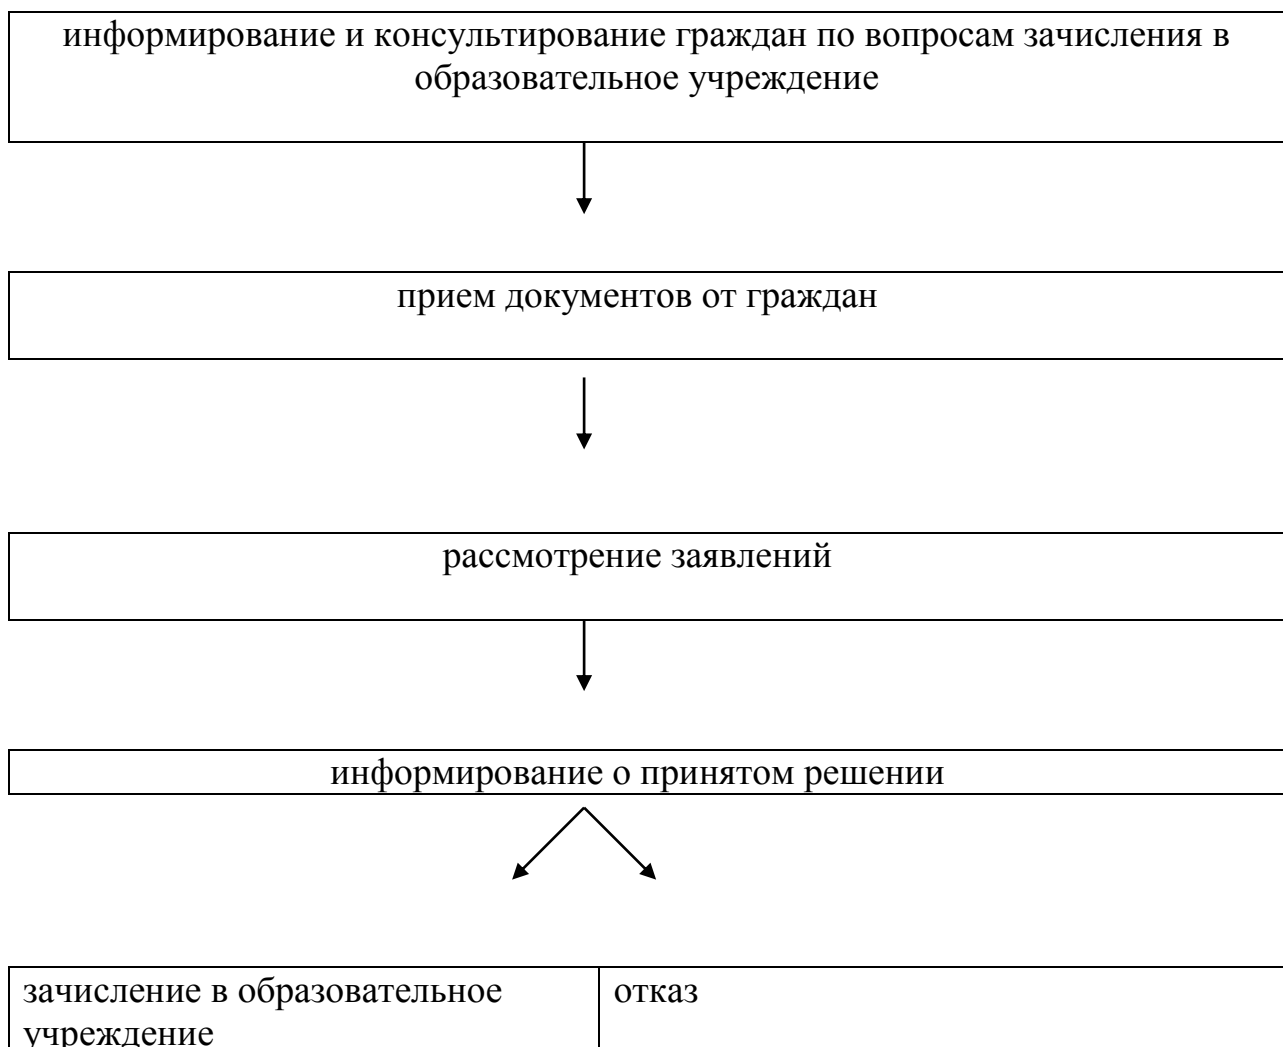 информирование и консультирование граждан по вопросам зачисления в
образовательное учреждение
прием документов от граждан
рассмотрение заявлений
информирование о принятом решении
зачисление в образовательное
учреждение
отказ